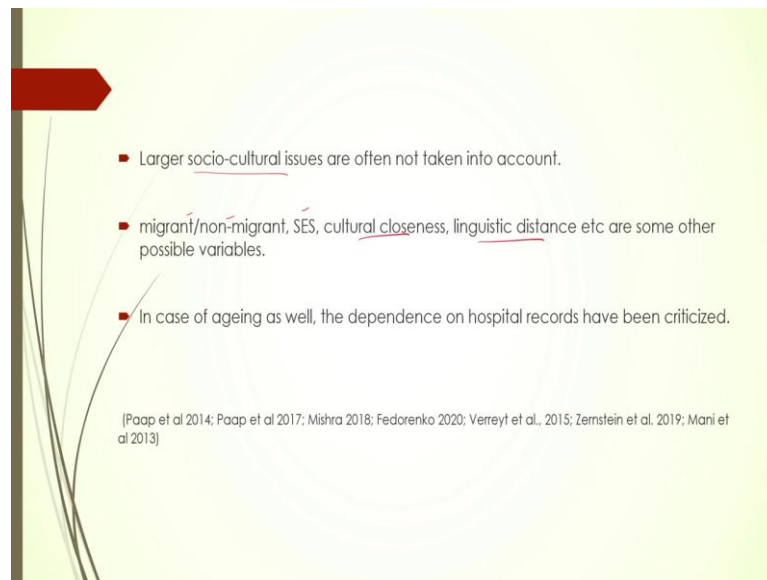 Larger socio-cultural issues are often not taken into account.
migrant/non-migrant, SES, cultural closeness, linguistic distance etc are some other
possible variables.
In case of ageing as well, the dependence on hospital records have been criticized.
(Paap et al 2014; Paap et al 2017; Mishra 2018; Fedorenko 2020; Verreyt et al., 2015; Zernstein et al. 2019; Mani et
al 2013)